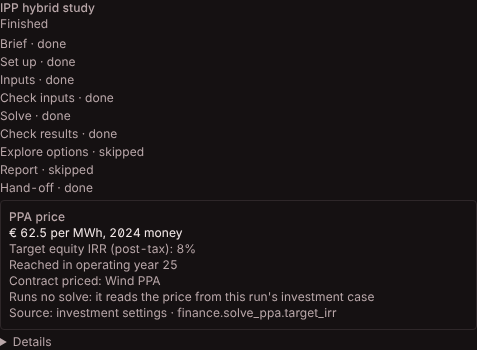 IPP hybrid study
Finished
Brief · done
Set up · done
Inputs · done
Check inputs · done
Solve · done
Check results · done
Explore options · skipped
Report · skipped
Hand-off · done
PPA price
€ 62.5 per MWh, 2024 money
Target equity IRR (post-tax): 8%
Reached in operating year 25
Contract priced: Wind PPA
Runs no solve: it reads the price from this run's investment case
Source: investment settings · finance.solve_ppa.target_irr
▶ Details